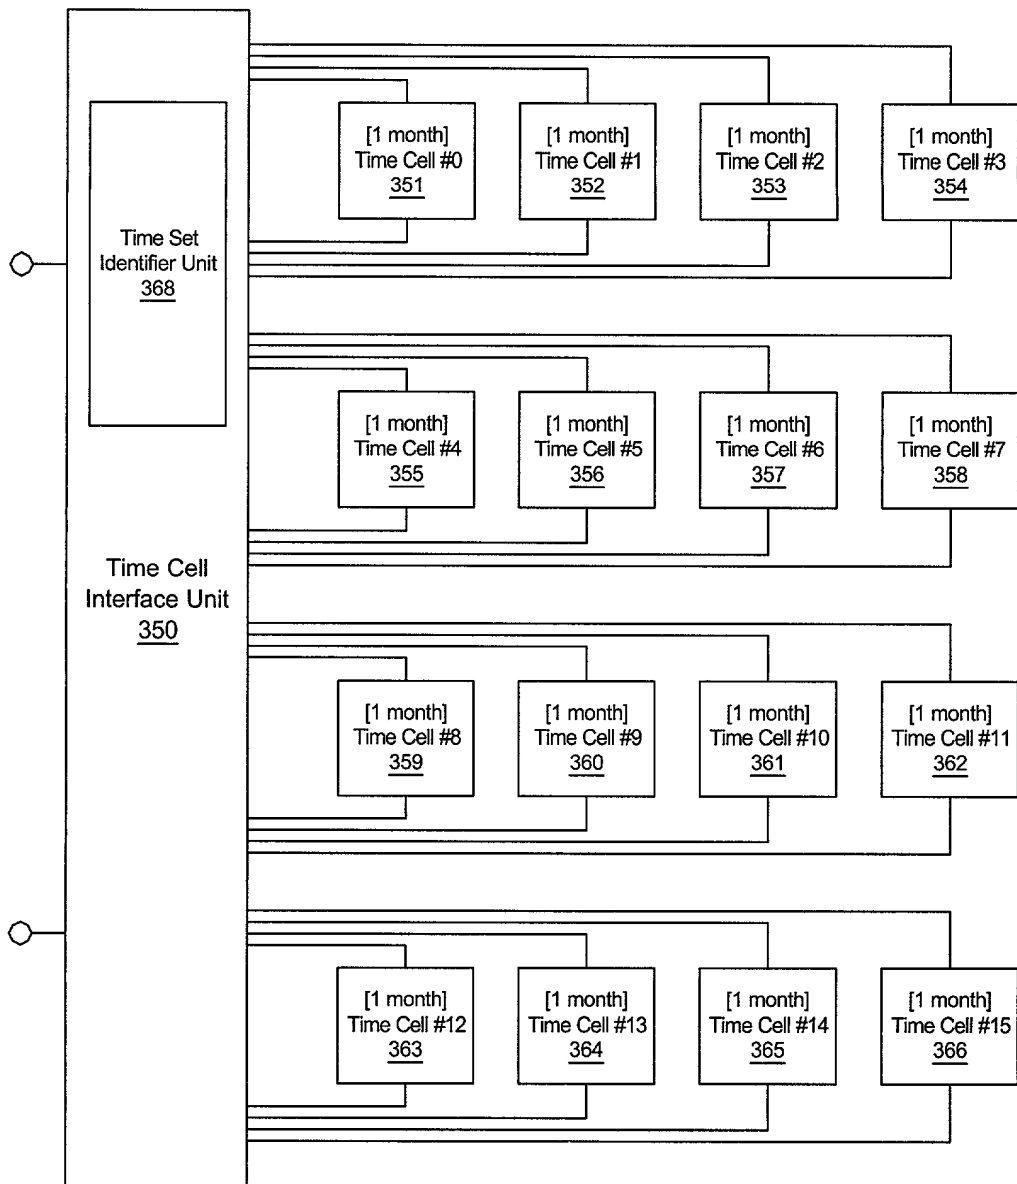 [1 month]
Time Cell #0
351
[1 month]
Time Cell #1
352
[1 month]
Time Cell #2
353
[1 month]
Time Cell #3
354
Time Set
Identifier Unit
368
[1 month]
Time Cell #4
355
[1 month]
Time Cell #5
356
[1 month]
Time Cell #6
357
[1 month]
Time Cell #7
358
Time Cell
Interface Unit
350
[1 month]
Time Cell #8
359
[1 month]
Time Cell #9
360
[1 month]
Time Cell #10
361
[1 month]
Time Cell #11
362
[1 month]
Time Cell #12
363
[1 month]
Time Cell #13
364
[1 month]
Time Cell #14
365
[1 month]
Time Cell #15
366